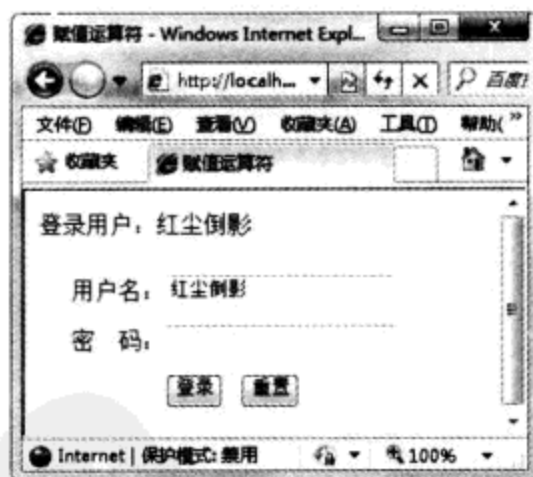 赋值运算符 - Windows Internet Expl...
http://localh... 百度
文件(F) 编辑(E) 查看(V) 收藏夹(A) 工具(T) 帮助( »
收藏夹 赋值运算符
登录用户：红尘倒影
用户名： 红尘倒影
密 码：
登录 重置
Internet | 保护模式: 禁用 100%